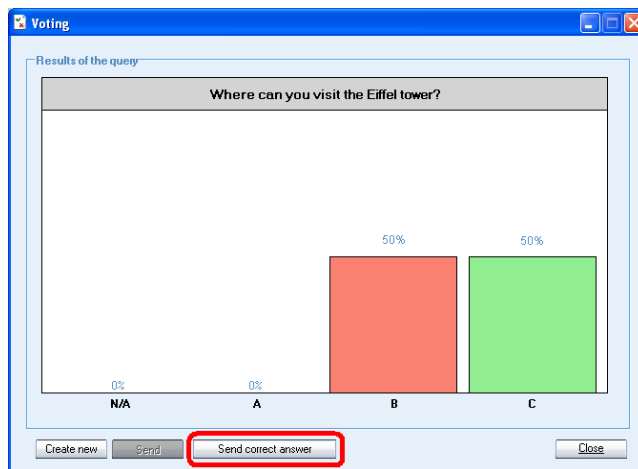 Voting
Results of the query
Where can you visit the Eiffel tower?
50% 50%
0% 0%
N/A A B C
Create new Send Send correct answer Close